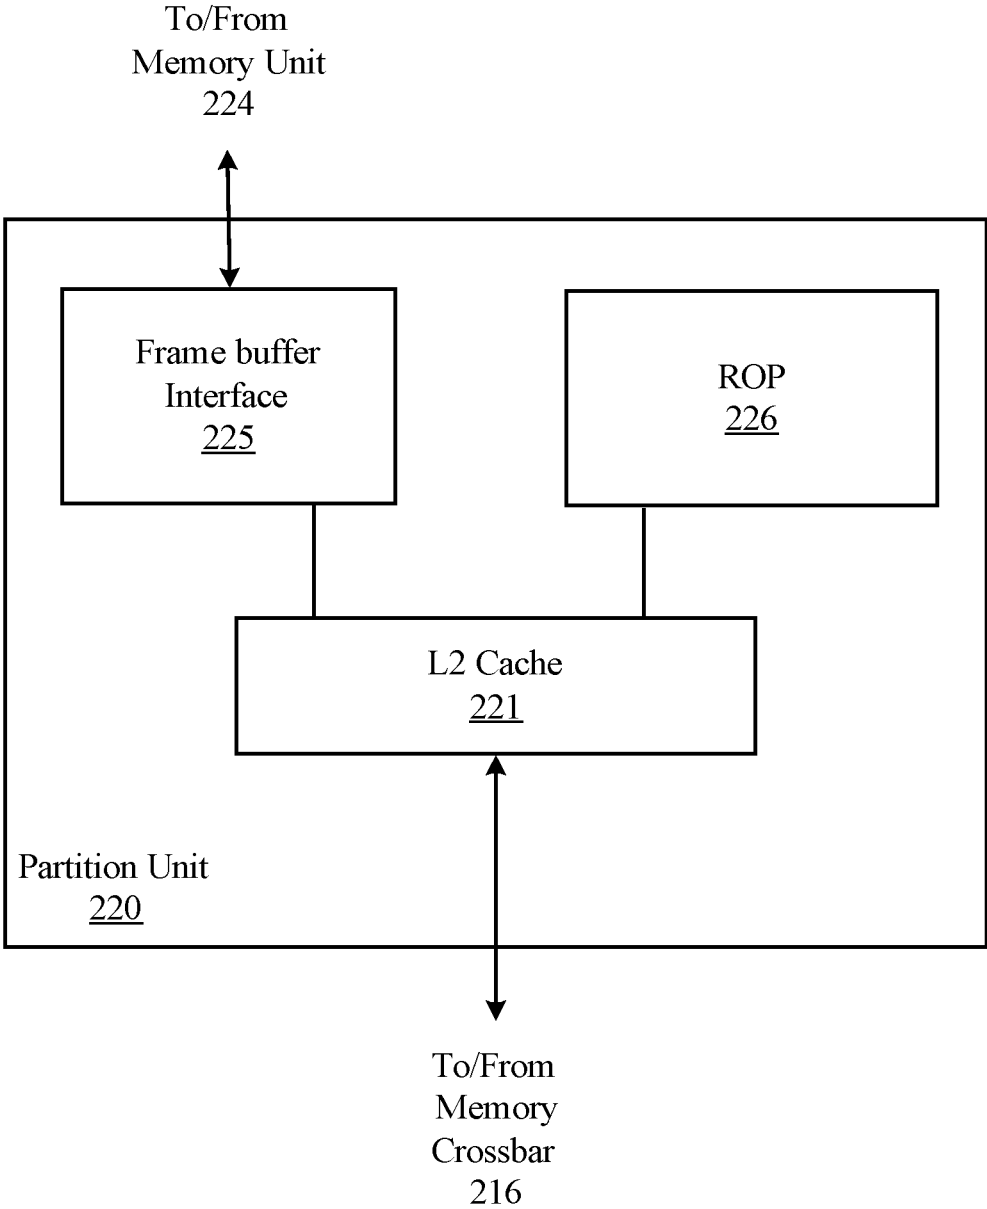 To/From
Memory Unit
224
Frame buffer
Interface
225
ROP
226
L2 Cache
221
Partition Unit
220
To/From
Memory
Crossbar
216